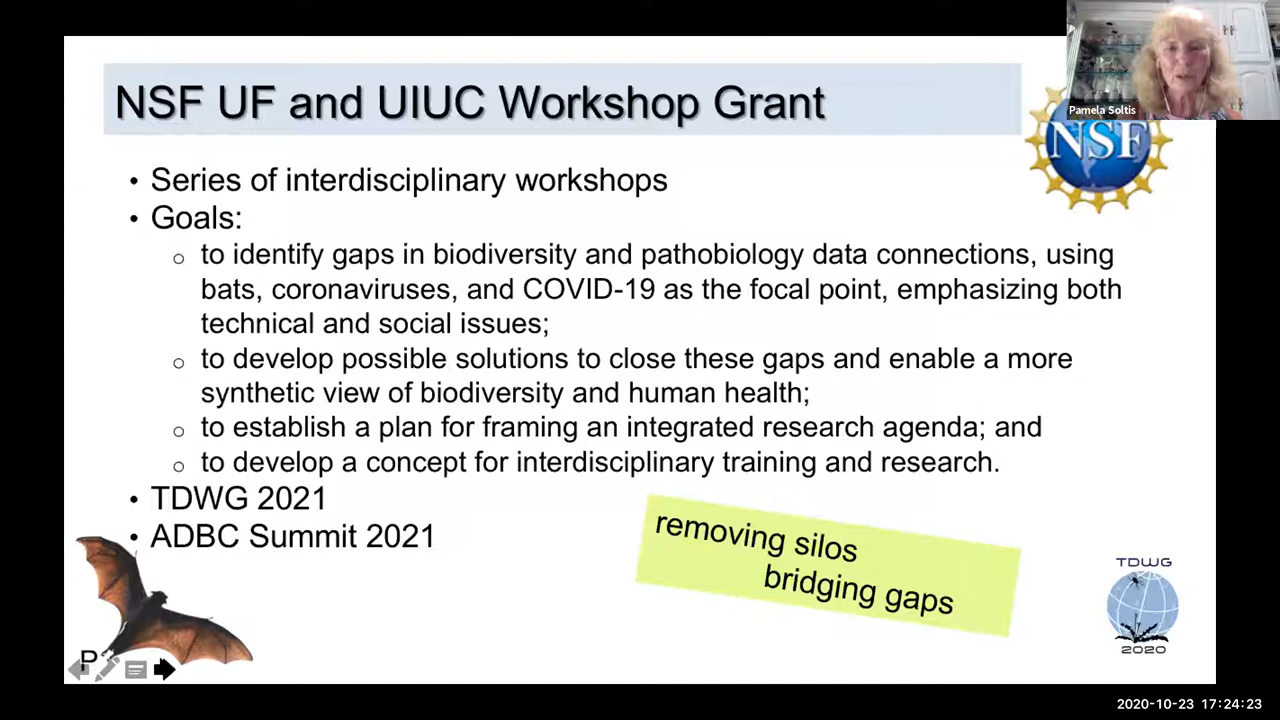 Pamela Soltis
NSF UF and UIUC Workshop Grant
NSF
• Series of interdisciplinary workshops
• Goals:
o to identify gaps in biodiversity and pathobiology data connections, using
bats, coronaviruses, and COVID-19 as the focal point, emphasizing both
technical and social issues;
o to develop possible solutions to close these gaps and enable a more
synthetic view of biodiversity and human health;
o to establish a plan for framing an integrated research agenda; and
o to develop a concept for interdisciplinary training and research.
• TDWG 2021
• ADBC Summit 2021
removing silos
bridging gaps
TDWG
2020
2020-10-23 17:24:23